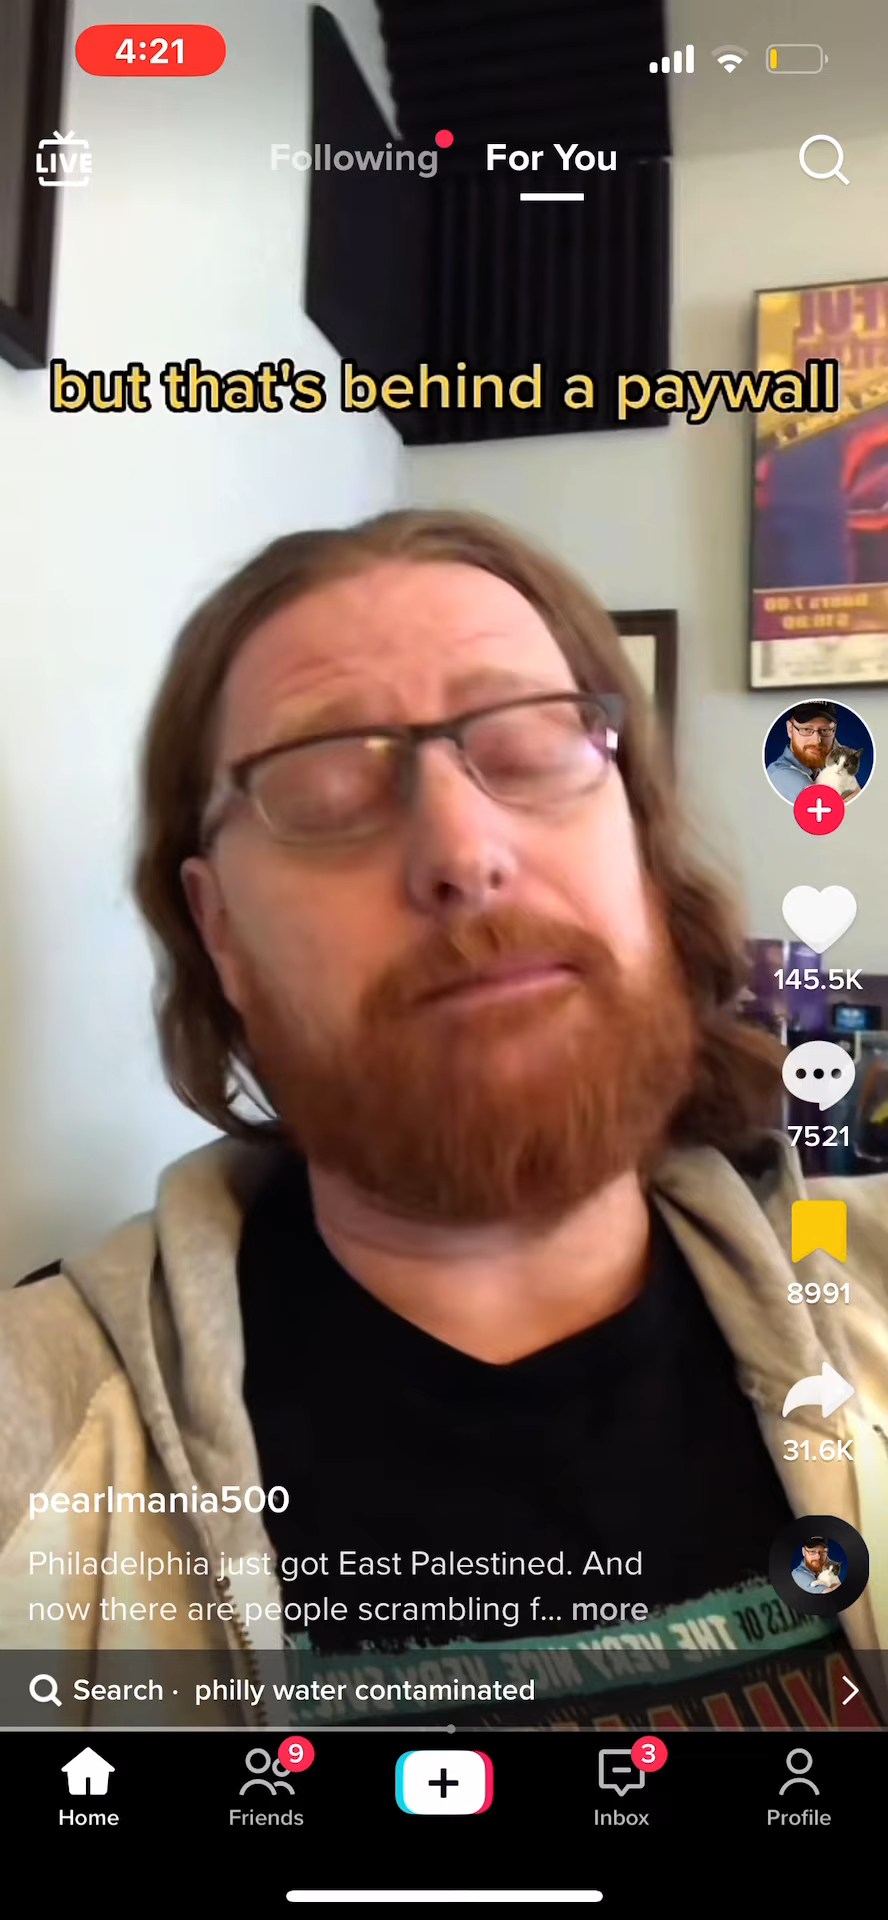 4:21
LIVE
Following
For You
but that's behind a paywall
145.5K
7521
8991
31.6K
pearlmania500
Philadelphia just got East Palestined. And
now there are people scrambling f... more
Search · philly water contaminated
9
3
Home
Friends
Inbox
Profile